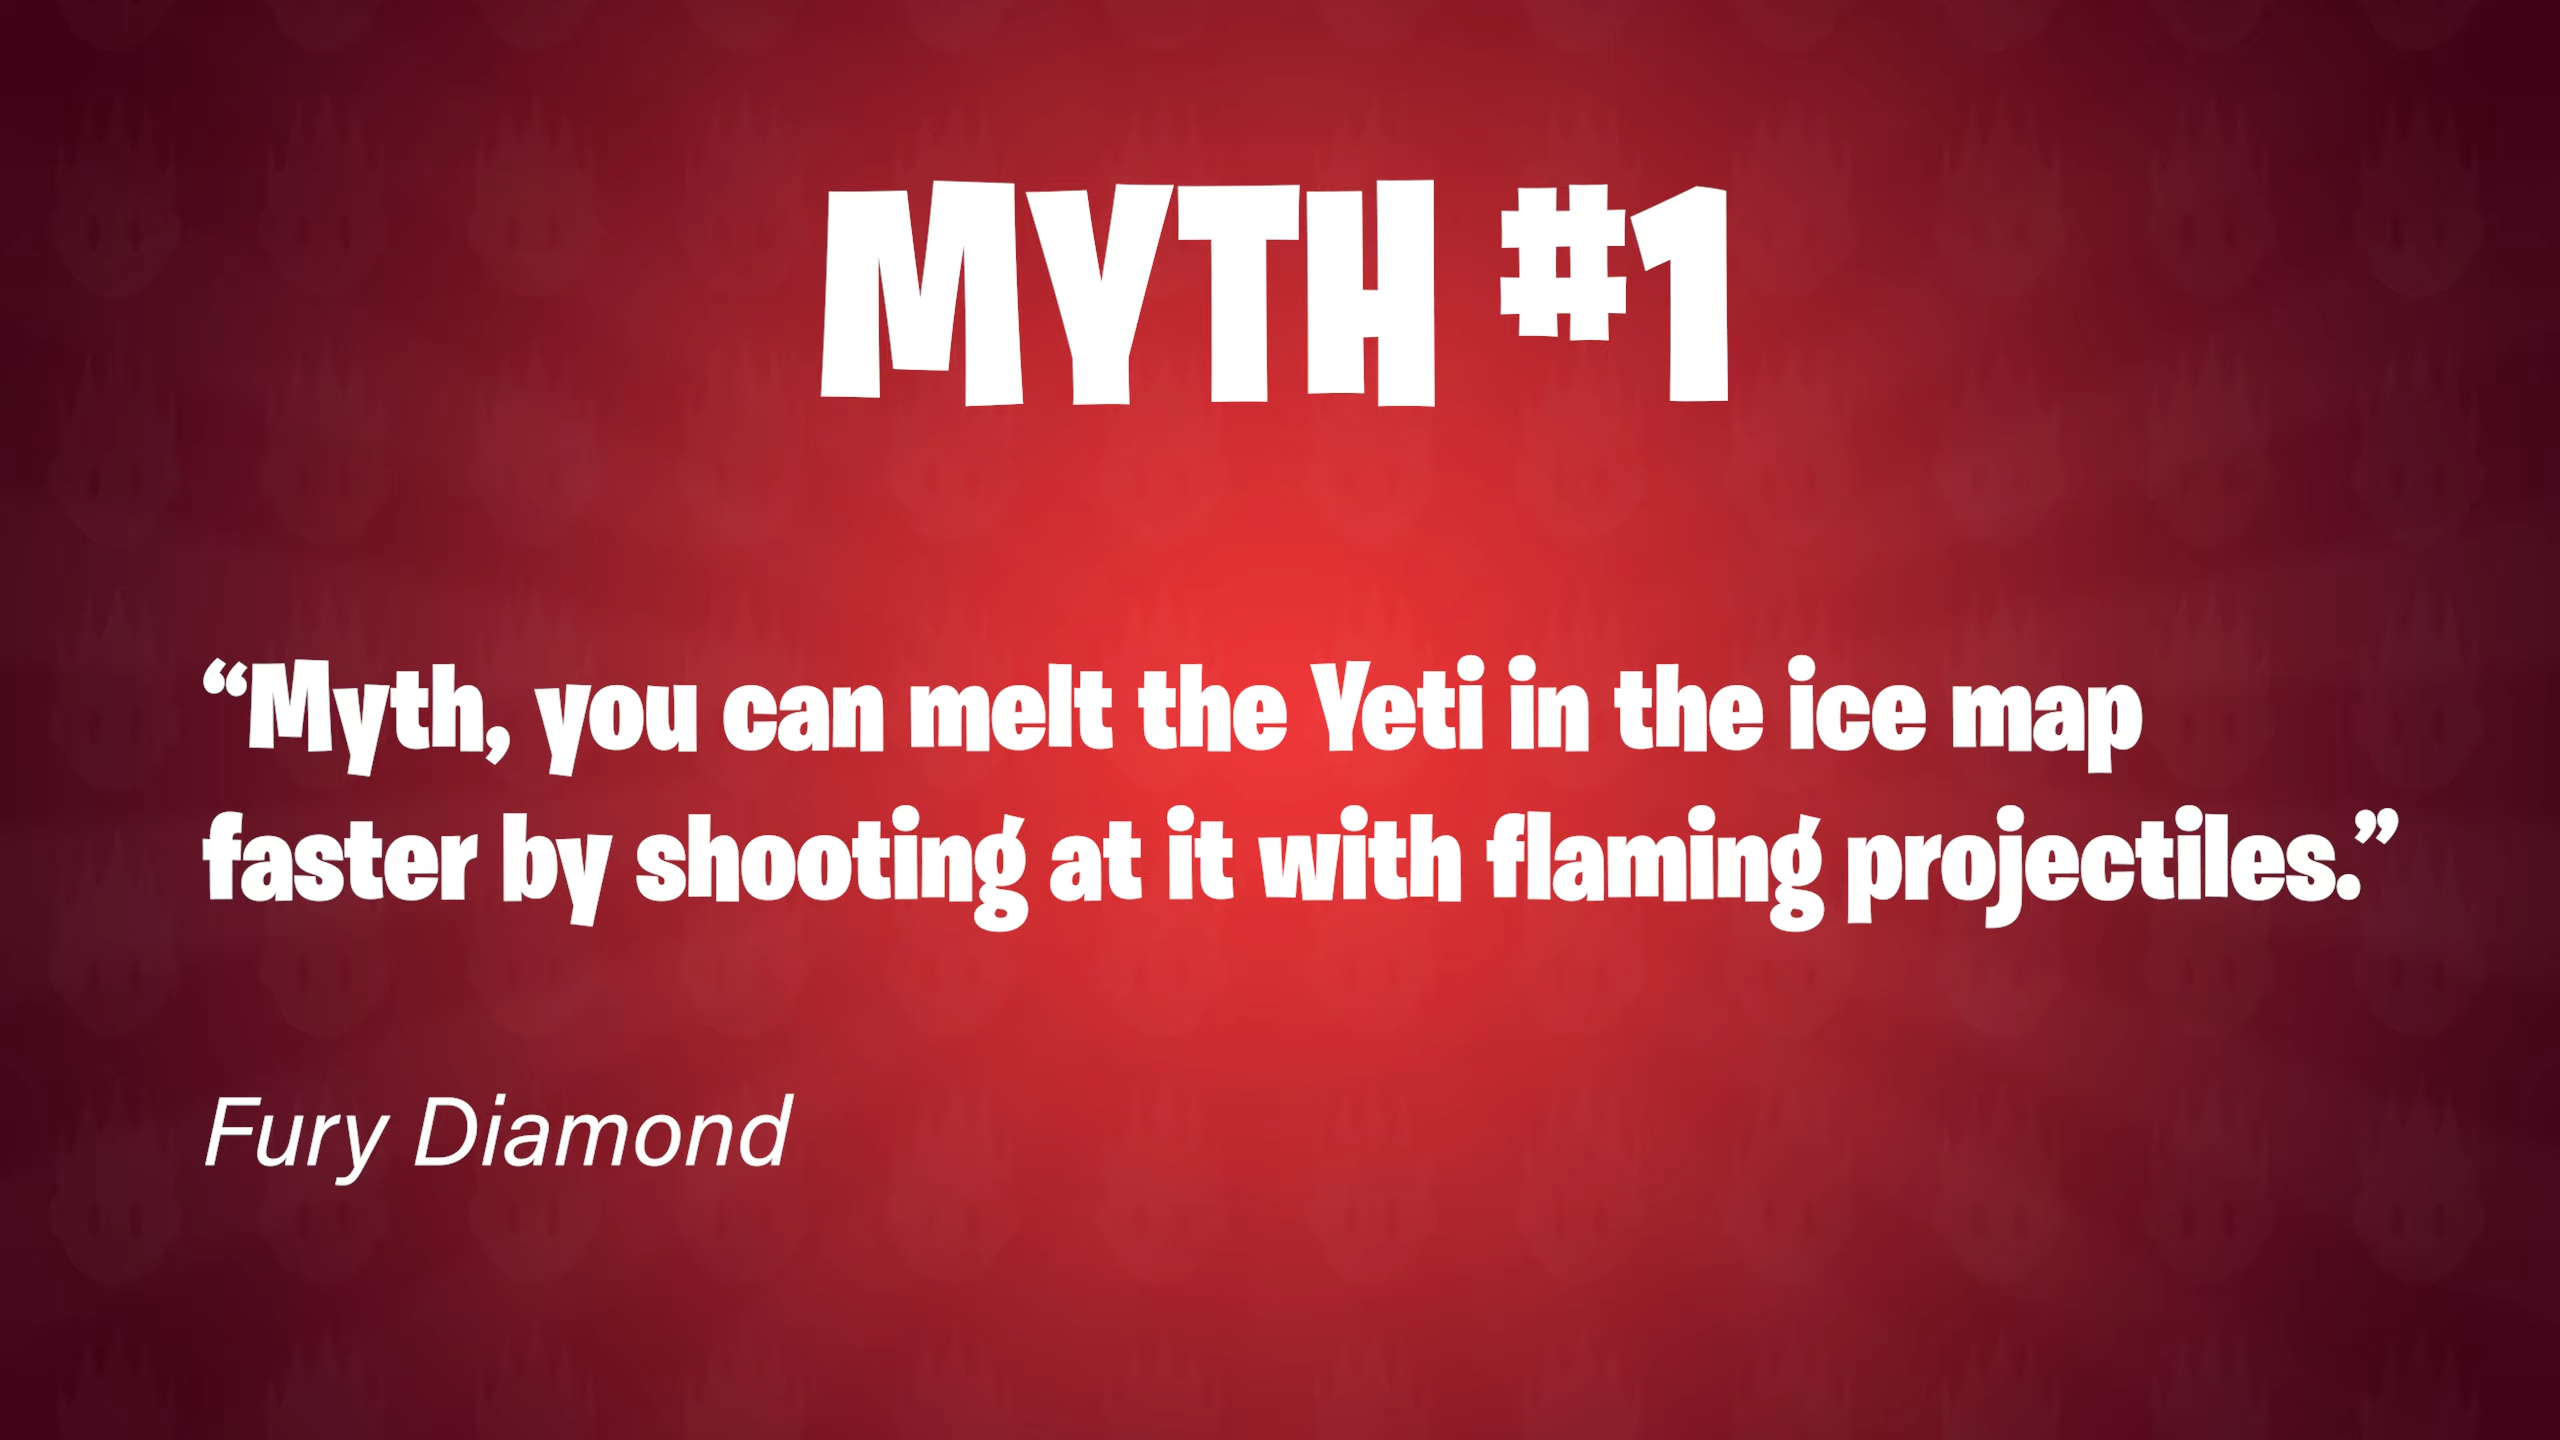 MYTH #1
“Myth, you can melt the Yeti in the ice map
faster by shooting at it with flaming projectiles.”
Fury Diamond